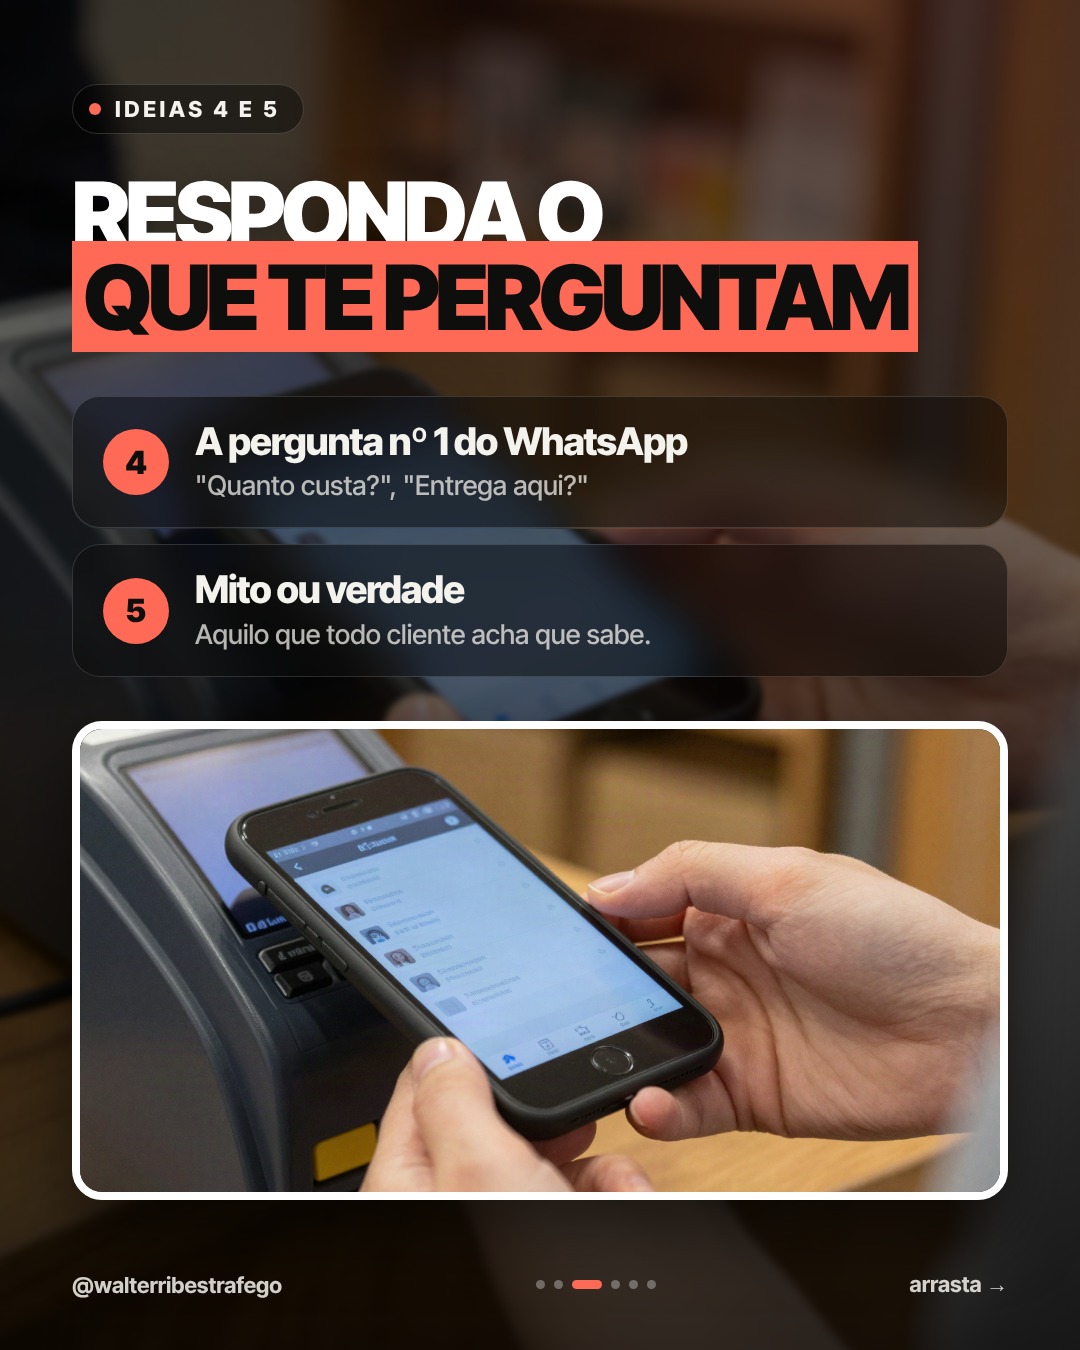 IDEIAS 4 E 5
RESPONDA O
QUE TE PERGUNTAM
4
A pergunta nº 1 do WhatsApp
"Quanto custa?", "Entrega aqui?"
5
Mito ou verdade
Aquilo que todo cliente acha que sabe.
@walterribestrafego
arrasta →